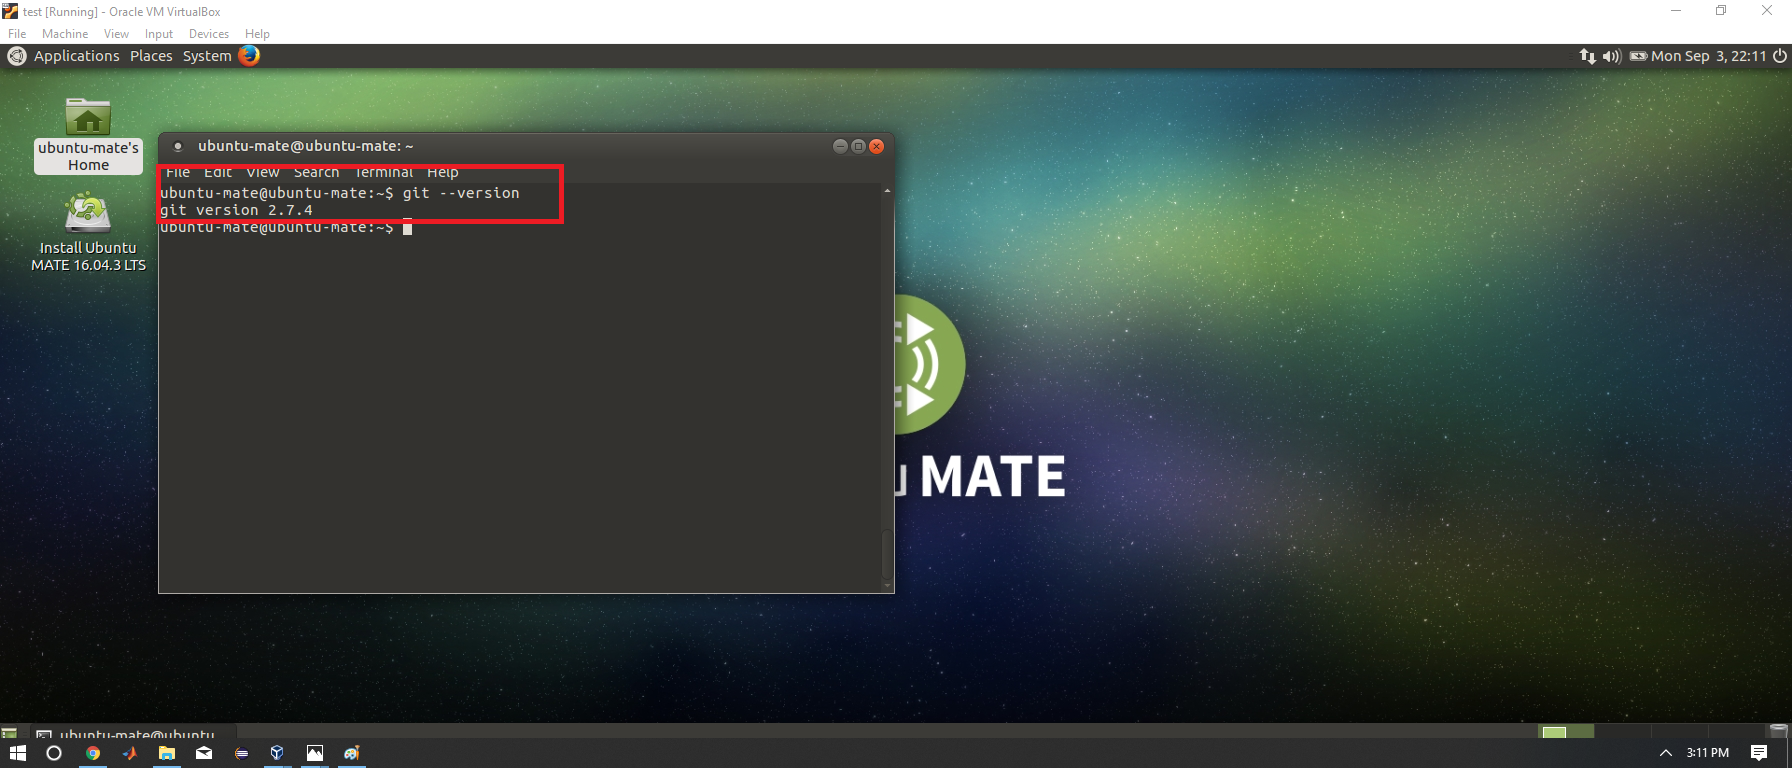 test [Running] - Oracle VM VirtualBox
File Machine View Input Devices Help
Applications Places System
Mon Sep 3, 22:11
ubuntu-mate's
Home
Install Ubuntu
MATE 16.04.3 LTS
ubuntu-mate@ubuntu-mate: ~
File Edit View Search Terminal Help
ubuntu-mate@ubuntu-mate:~$ git --version
git version 2.7.4
ubuntu-mate@ubuntu-mate:~$
u MATE
ubuntu-mate@ubuntu
3:11 PM